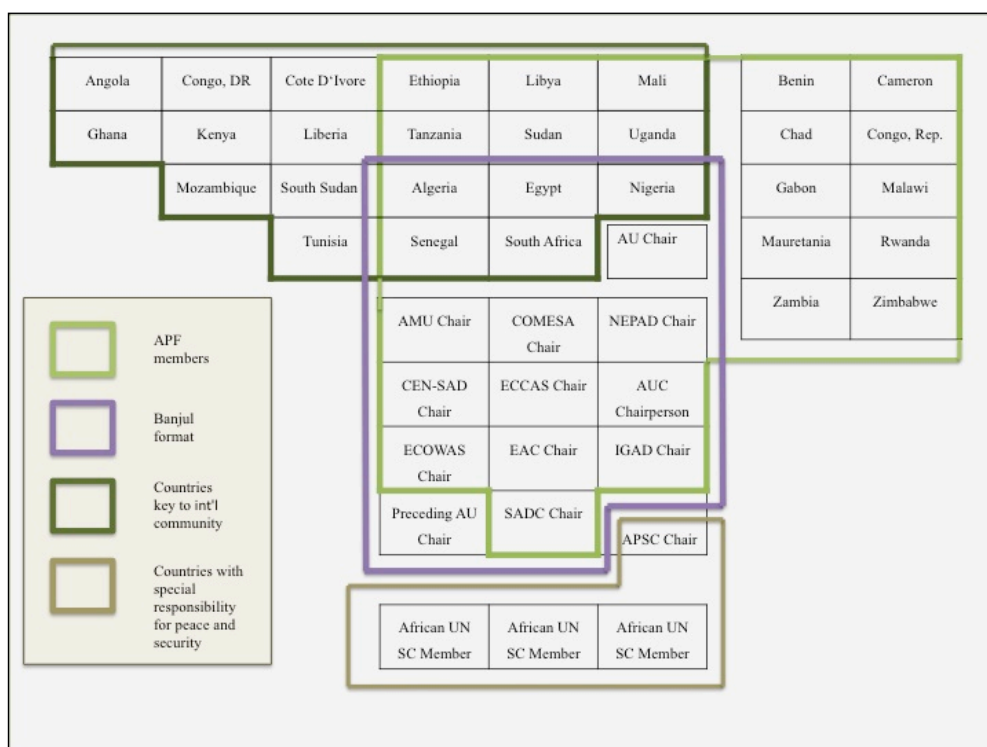 Angola
Congo, DR
Cote D‘Ivore
Ethiopia
Libya
Mali
Benin
Cameron
Ghana
Kenya
Liberia
Tanzania
Sudan
Uganda
Chad
Congo, Rep.
Mozambique
South Sudan
Algeria
Egypt
Nigeria
Gabon
Malawi
Tunisia
Senegal
South Africa
AU Chair
Mauretania
Rwanda
Zambia
Zimbabwe
AMU Chair
COMESA
Chair
NEPAD Chair
CEN-SAD
Chair
ECCAS Chair
AUC
Chairperson
ECOWAS
Chair
EAC Chair
IGAD Chair
Preceding AU
Chair
SADC Chair
APSC Chair
African UN
SC Member
African UN
SC Member
African UN
SC Member
APF
members
Banjul
format
Countries
key to int'l
community
Countries with
special
responsibility
for peace and
security